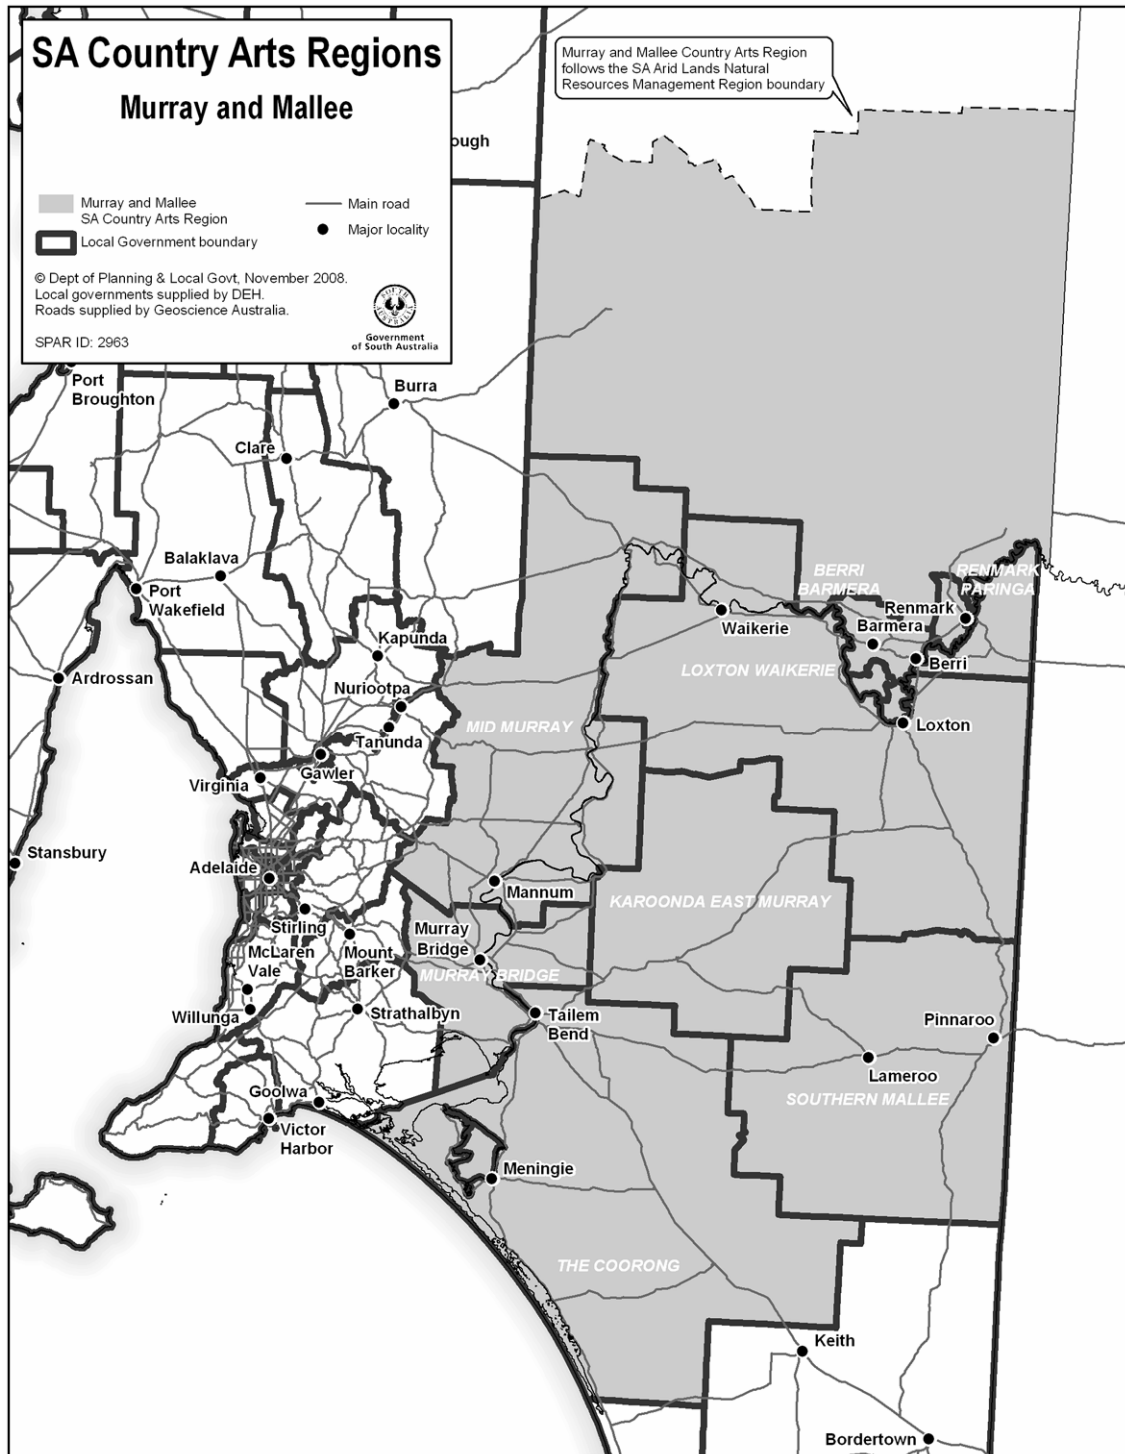 SA Country Arts Regions
Murray and Mallee
Murray and Mallee
SA Country Arts Region
Local Government boundary
Main road
Major locality
© Dept of Planning & Local Govt, November 2008.
Local governments supplied by DEH.
Roads supplied by Geoscience Australia.
SPAR ID: 2963
SOUTH
AUSTRALIA
Government
of South Australia
Murray and Mallee Country Arts Region
follows the SA Arid Lands Natural
Resources Management Region boundary
ough
Port
Broughton
Burra
Clare
Balaklava
Port
Wakefield
BERRI
BARMERA
RENMARK
PARINGA
Renmark
Barmera
Waikerie
Berri
Kapunda
Ardrossan
LOXTON WAIKERIE
Nuriootpa
MID MURRAY
Loxton
Tanunda
Gawler
Virginia
Stansbury
Adelaide
Mannum
KAROONDA EAST MURRAY
Stirling
Murray
Bridge
McLaren
Vale
Mount
Barker
MURRAY BRIDGE
Willunga
Strathalbyn
Tailem
Bend
Pinnaroo
Lameroo
Goolwa
SOUTHERN MALLEE
Victor
Harbor
Meningie
THE COORONG
Keith
Bordertown